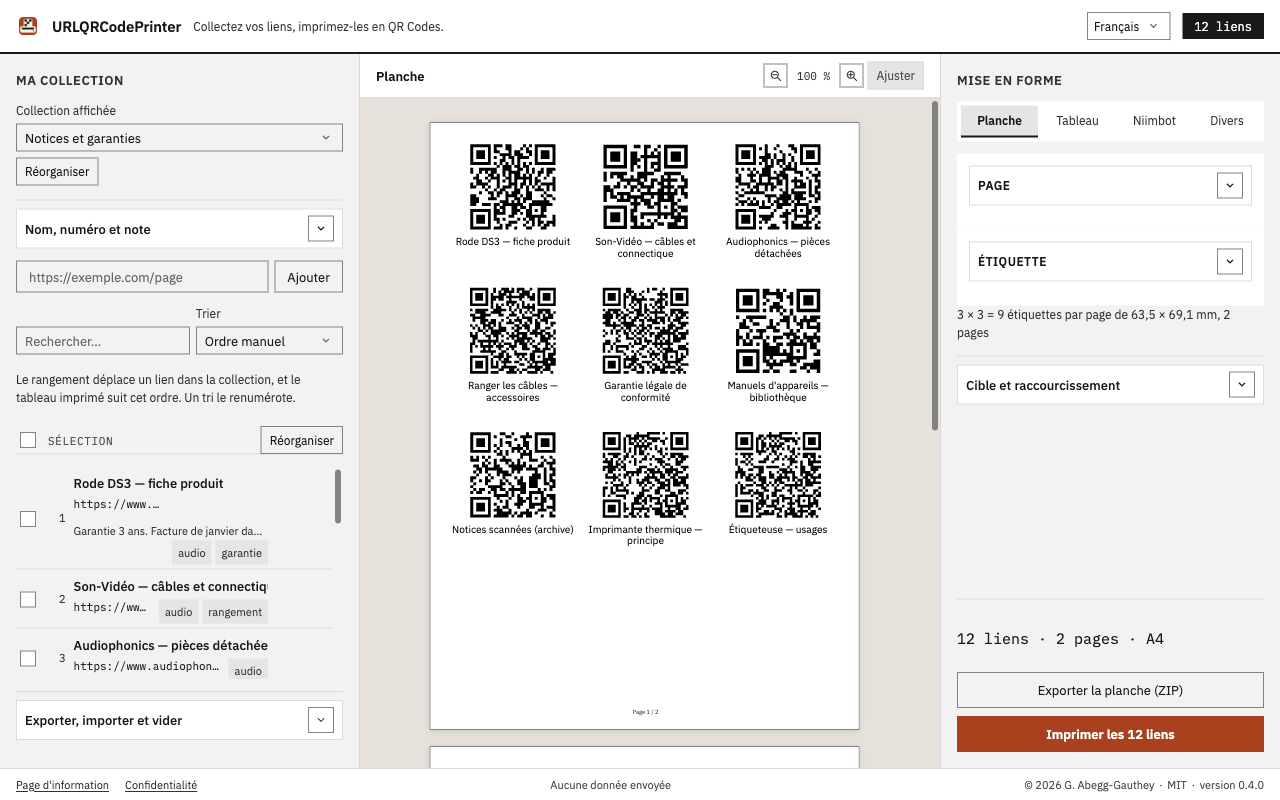 URLQRCodePrinter
Collectez vos liens, imprimez-les en QR Codes.
Français
12 liens
MA COLLECTION
Collection affichée
Notices et garanties
Réorganiser
Nom, numéro et note
https://exemple.com/page
Ajouter
Trier
Rechercher…
Ordre manuel
Le rangement déplace un lien dans la collection, et le
tableau imprimé suit cet ordre. Un tri le renumérote.
SÉLECTION
Réorganiser
Rode DS3 — fiche produit
https://www.…
1
Garantie 3 ans. Facture de janvier da…
audio
garantie
Son-Vidéo — câbles et connectiq
2
https://ww…
audio
rangement
Audiophonics — pièces détachée
3
https://www.audiophon…
audio
Exporter, importer et vider
Planche
100 %
Ajuster
Rode DS3 — fiche produit
Son-Vidéo — câbles et
connectique
Audiophonics — pièces
détachées
Ranger les câbles —
accessoires
Garantie légale de
conformité
Manuels d'appareils —
bibliothèque
Notices scannées (archive)
Imprimante thermique —
principe
Étiqueteuse — usages
Page 1 / 2
MISE EN FORME
Planche
Tableau
Niimbot
Divers
PAGE
ÉTIQUETTE
3 × 3 = 9 étiquettes par page de 63,5 × 69,1 mm, 2
pages
Cible et raccourcissement
12 liens · 2 pages · A4
Exporter la planche (ZIP)
Imprimer les 12 liens
Page d'information
Confidentialité
Aucune donnée envoyée
© 2026 G. Abegg-Gauthey · MIT · version 0.4.0